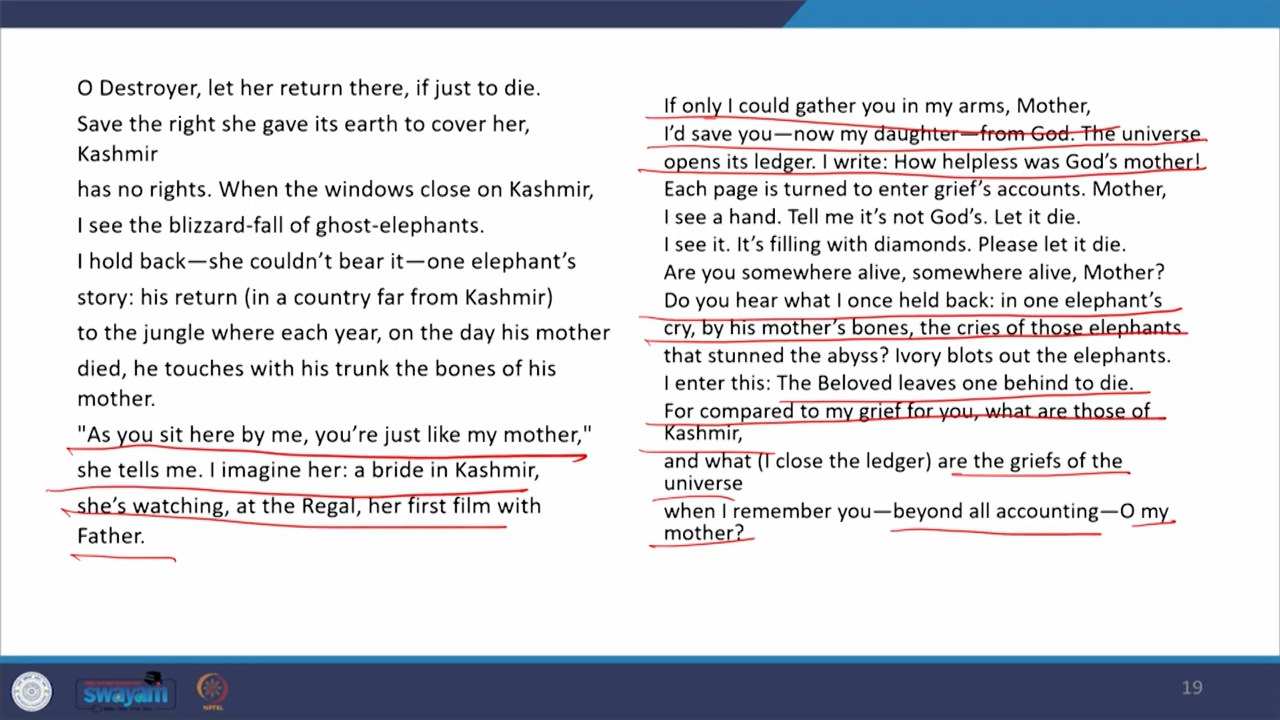 O Destroyer, let her return there, if just to die.
Save the right she gave its earth to cover her,
Kashmir
has no rights. When the windows close on Kashmir,
I see the blizzard-fall of ghost-elephants.
I hold back—she couldn't bear it—one elephant's
story: his return (in a country far from Kashmir)
to the jungle where each year, on the day his mother
died, he touches with his trunk the bones of his
mother.
"As you sit here by me, you're just like my mother,"
she tells me. I imagine her: a bride in Kashmir,
she's watching, at the Regal, her first film with
Father.
If only I could gather you in my arms, Mother,
I'd save you—now my daughter—from God. The universe
opens its ledger. I write: How helpless was God's mother!
Each page is turned to enter grief's accounts. Mother,
I see a hand. Tell me it's not God's. Let it die.
I see it. It's filling with diamonds. Please let it die.
Are you somewhere alive, somewhere alive, Mother?
Do you hear what I once held back: in one elephant's
cry, by his mother's bones, the cries of those elephants
that stunned the abyss? Ivory blots out the elephants.
I enter this: The Beloved leaves one behind to die.
For compared to my grief for you, what are those of
Kashmir,
and what (I close the ledger) are the griefs of the
universe
when I remember you—beyond all accounting—O my
mother?
swayam
NPTEL
19